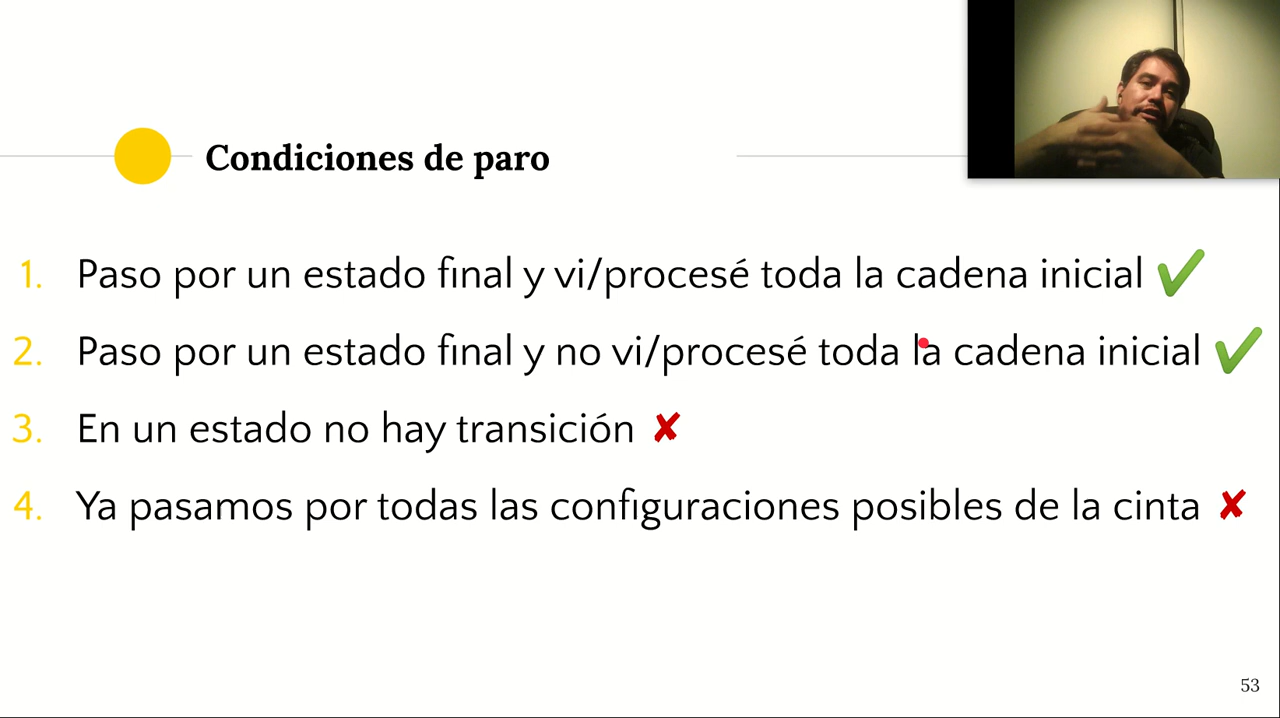 Condiciones de paro
1. Paso por un estado final y vi/procesé toda la cadena inicial ✔
2. Paso por un estado final y no vi/procesé toda la cadena inicial ✔
3. En un estado no hay transición ✘
4. Ya pasamos por todas las configuraciones posibles de la cinta ✘
53